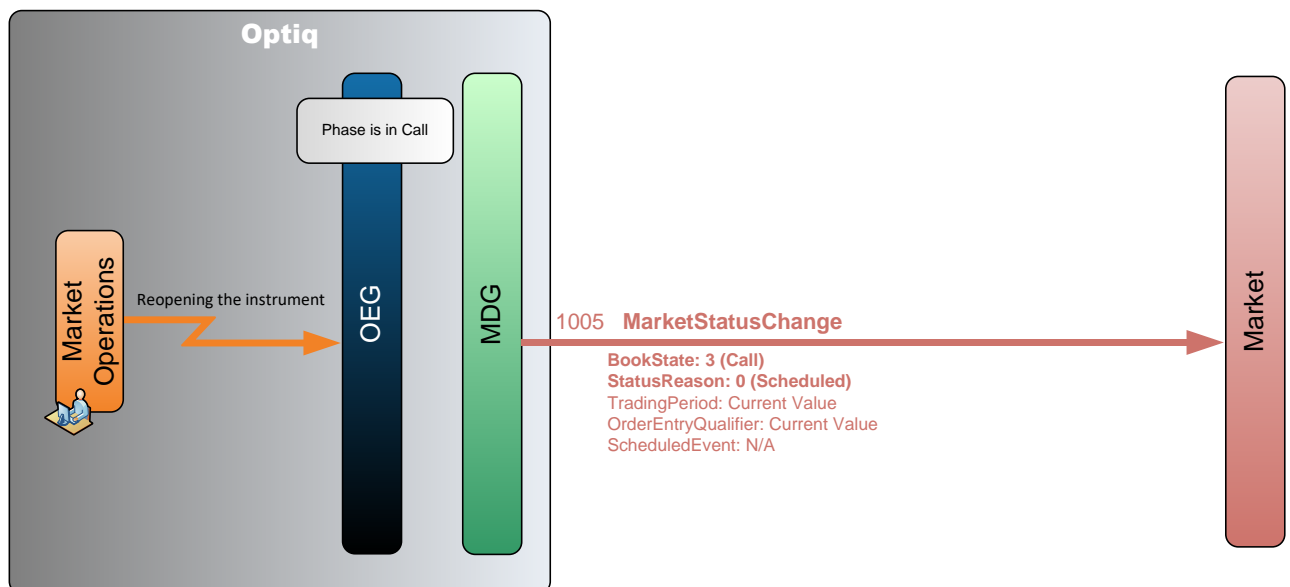 Optiq
Phase is in Call
Market
Operations
Reopening the instrument
OEG
MDG
1005 MarketStatusChange
BookState: 3 (Call)
StatusReason: 0 (Scheduled)
TradingPeriod: Current Value
OrderEntryQualifier: Current Value
ScheduledEvent: N/A
Market